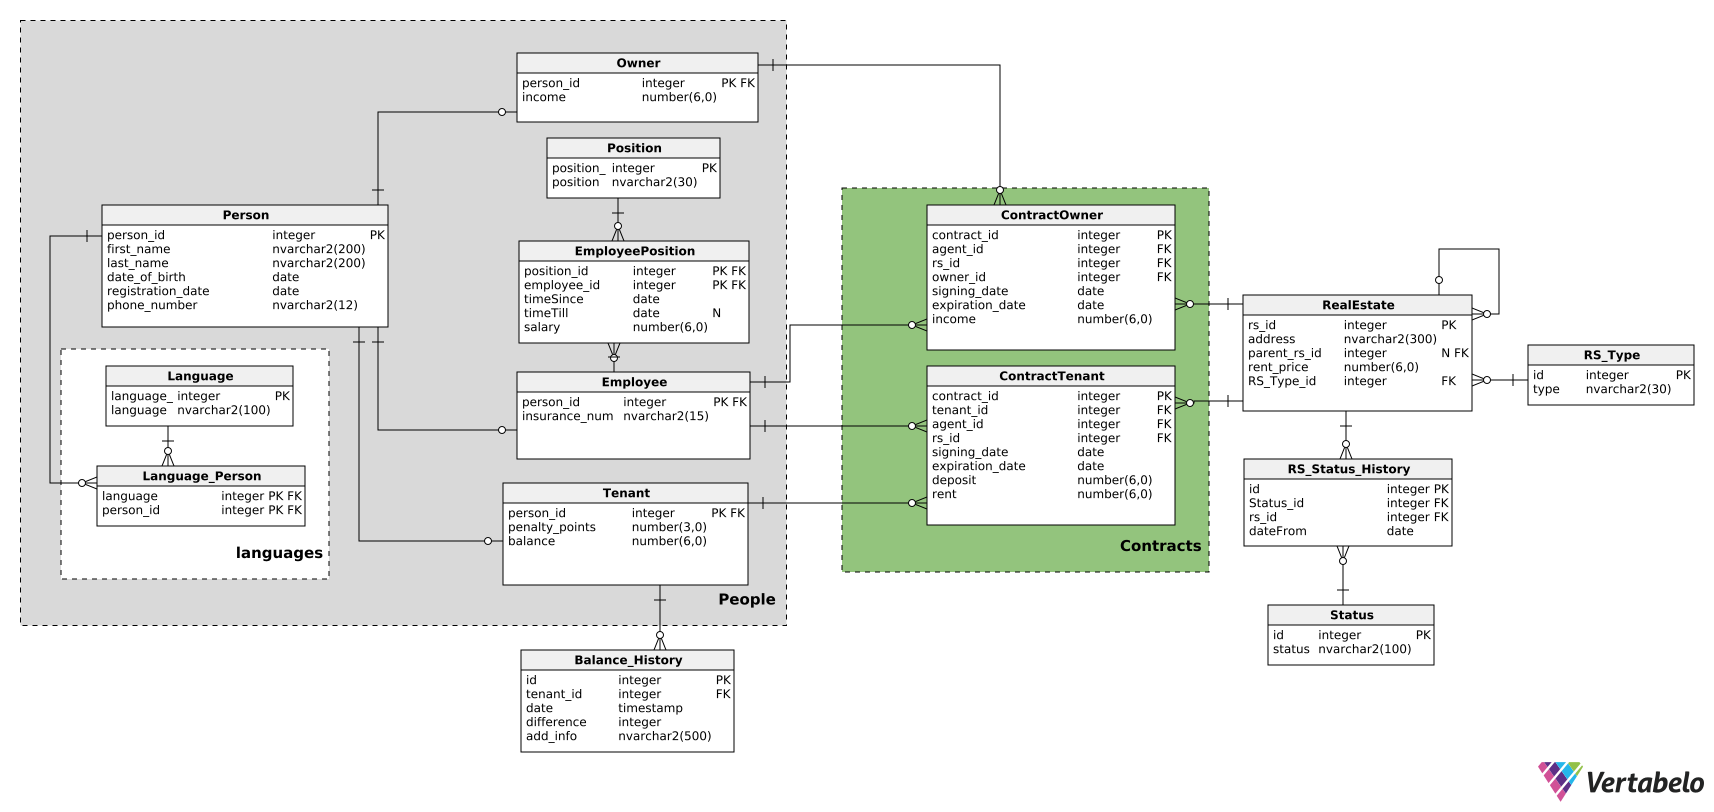 Owner
person_id integer PK FK
income number(6,0)
Position
position_ integer PK
position nvarchar2(30)
Person
person_id integer PK
first_name nvarchar2(200)
last_name nvarchar2(200)
date_of_birth date
registration_date date
phone_number nvarchar2(12)
EmployeePosition
position_id integer PK FK
employee_id integer PK FK
timeSince date
timeTill date N
salary number(6,0)
Language
language_ integer PK
language nvarchar2(100)
Employee
person_id integer PK FK
insurance_num nvarchar2(15)
Language_Person
language integer PK FK
person_id integer PK FK
languages
Tenant
person_id integer PK FK
penalty_points number(3,0)
balance number(6,0)
People
Balance_History
id integer PK
tenant_id integer FK
date timestamp
difference integer
add_info nvarchar2(500)
ContractOwner
contract_id integer PK
agent_id integer FK
rs_id integer FK
owner_id integer FK
signing_date date
expiration_date date
income number(6,0)
ContractTenant
contract_id integer PK
tenant_id integer FK
agent_id integer FK
rs_id integer FK
signing_date date
expiration_date date
deposit number(6,0)
rent number(6,0)
Contracts
RealEstate
rs_id integer PK
address nvarchar2(300)
parent_rs_id integer N FK
rent_price number(6,0)
RS_Type_id integer FK
RS_Type
id integer PK
type nvarchar2(30)
RS_Status_History
id integer PK
Status_id integer FK
rs_id integer FK
dateFrom date
Status
id integer PK
status nvarchar2(100)
Vertabelo